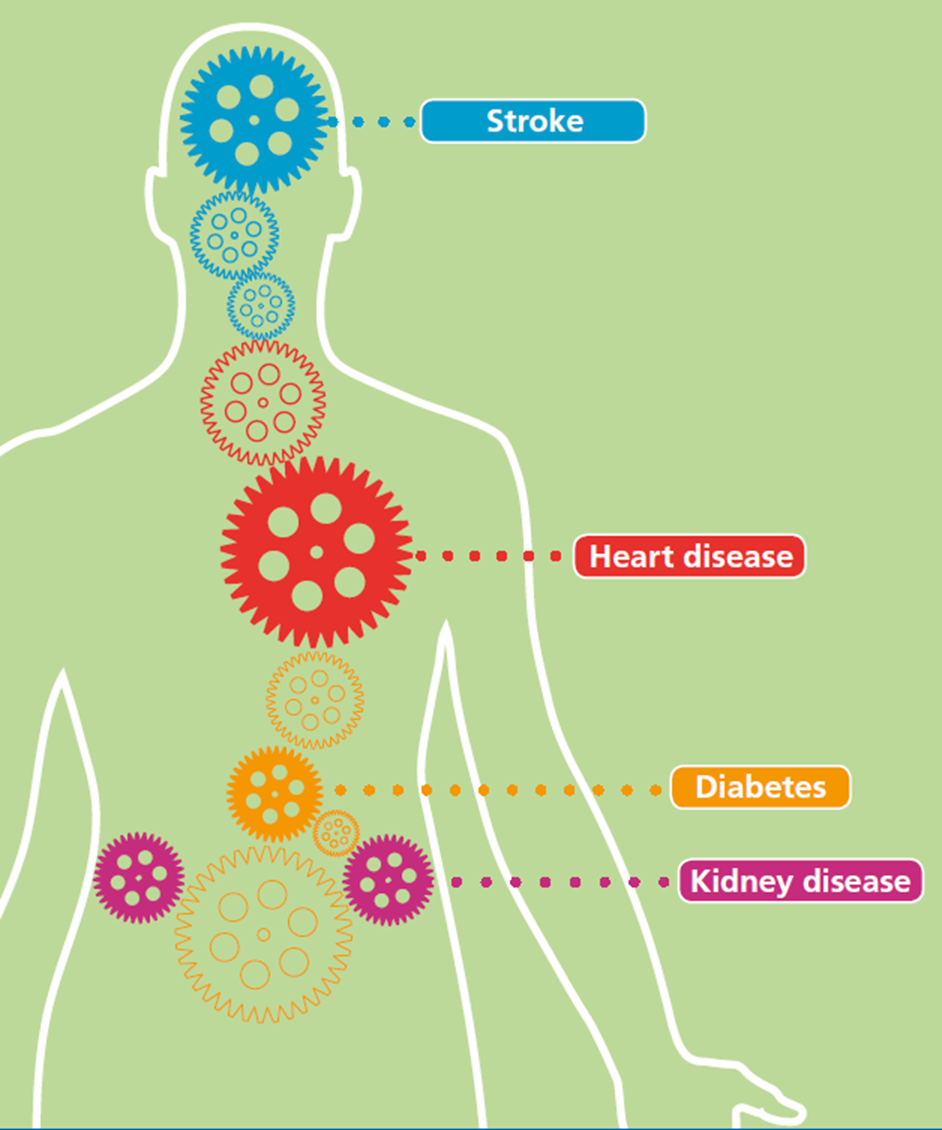 Stroke
Heart disease
Diabetes
Kidney disease